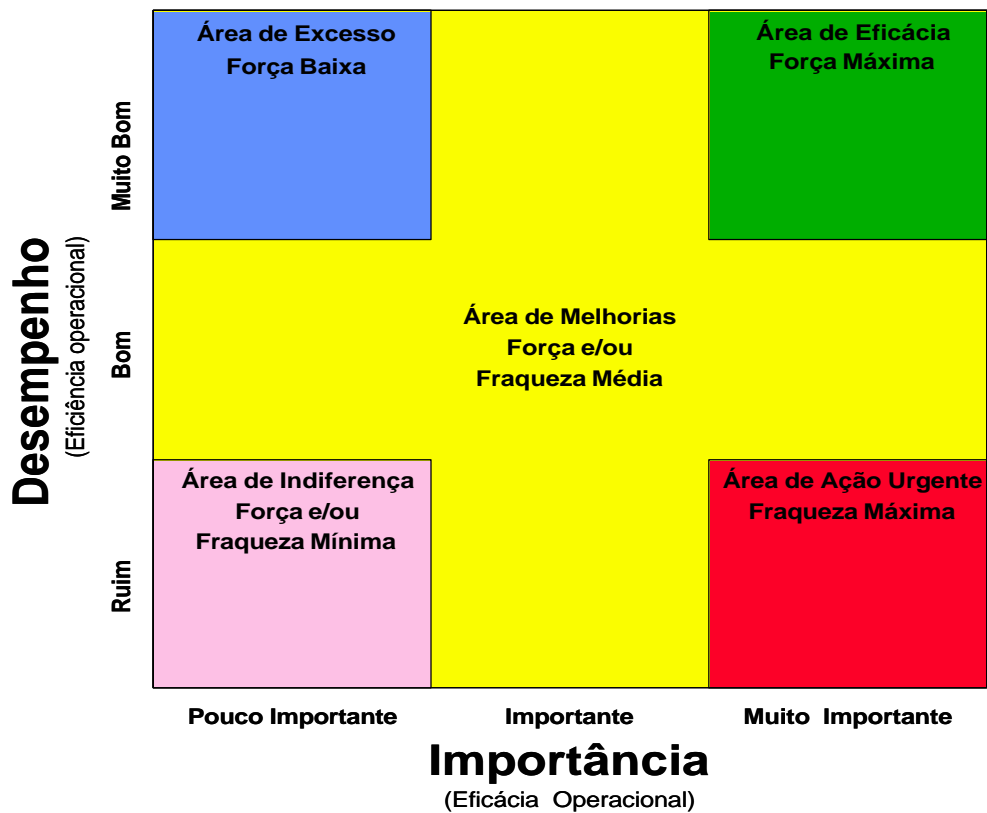 Área de Excesso
Força Baixa
Área de Eficácia
Força Máxima
Muito Bom
Desempenho
(Eficiência operacional)
Bom
Área de Melhorias
Força e/ou
Fraqueza Média
Área de Indiferença
Força e/ou
Fraqueza Mínima
Área de Ação Urgente
Fraqueza Máxima
Ruim
Pouco Importante
Importante
Muito Importante
Importância
(Eficácia Operacional)